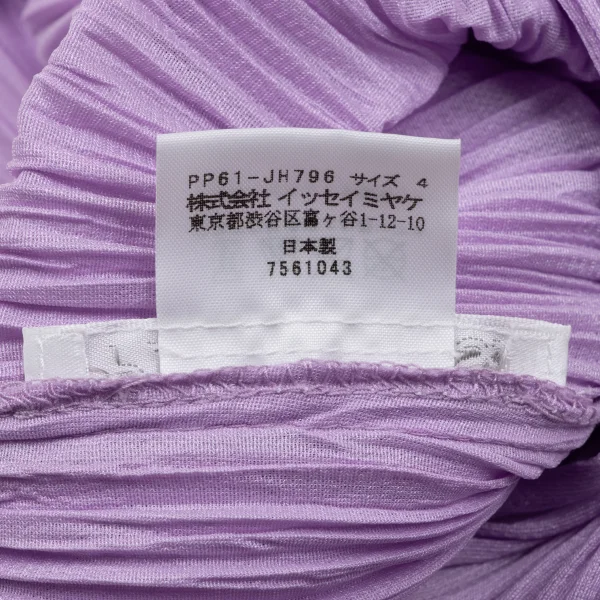 PP61-JH796 サイズ 4
株式会社 イッセイミヤケ
東京都渋谷区富ヶ谷1-12-10
日本製
7561043